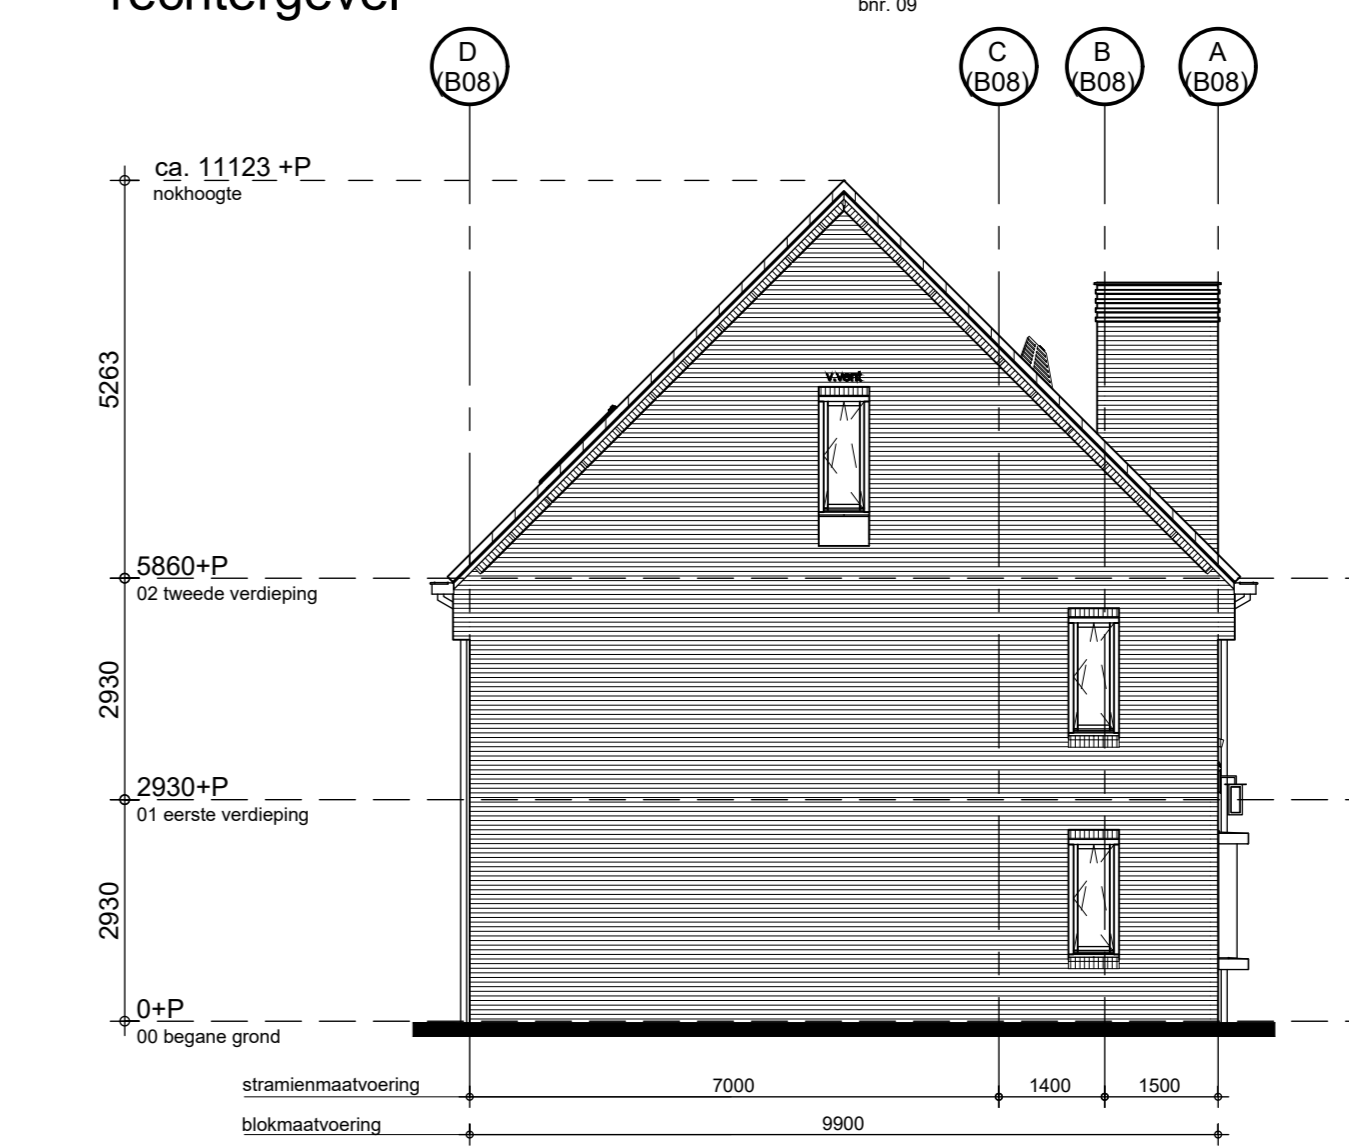 rechtergevel
bnr. 09
D
(B08)
C
(B08)
B
(B08)
A
(B08)
ca. 11123 +P
nokhoogte
5263
v.vent
5860+P
02 tweede verdieping
2930
2930+P
01 eerste verdieping
2930
0+P
00 begane grond
stramienmaatvoering
7000
1400
1500
blokmaatvoering
9900